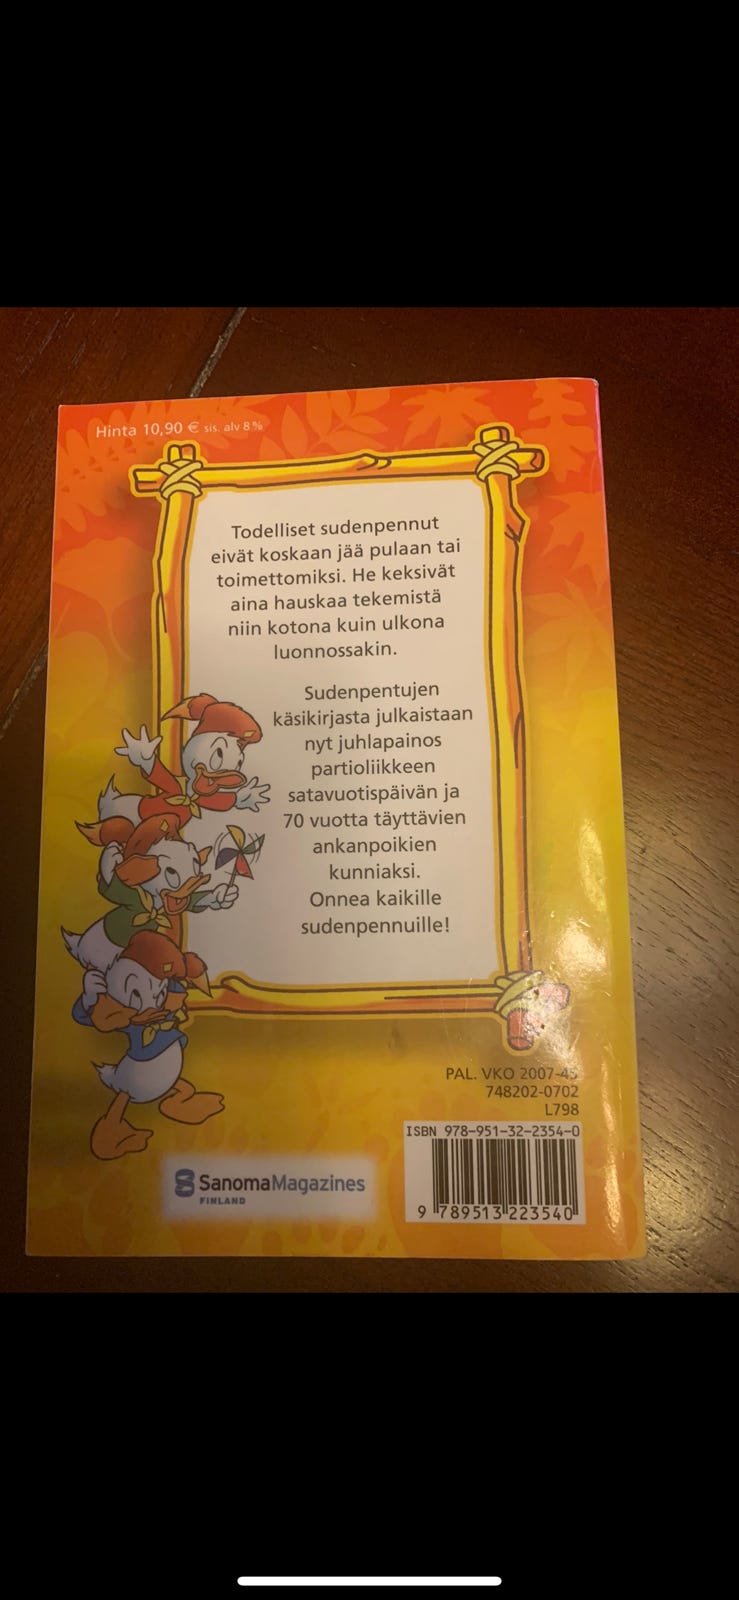 Hinta 10,90 € sis. alv 8 %
Todelliset sudenpennut
eivät koskaan jää pulaan tai
toimettomiksi. He keksivät
aina hauskaa tekemistä
niin kotona kuin ulkona
luonnossakin.
Sudenpentujen
käsikirjasta julkaistaan
nyt juhlapainos
partioliikkeen
satavuotispäivän ja
70 vuotta täyttävien
ankanpoikien
kunniaksi.
Onnea kaikille
sudenpennuille!
PAL. VKO 2007-45
748202-0702
L798
ISBN 978-951-32-2354-0
9 789513 223540
SanomaMagazines
FINLAND